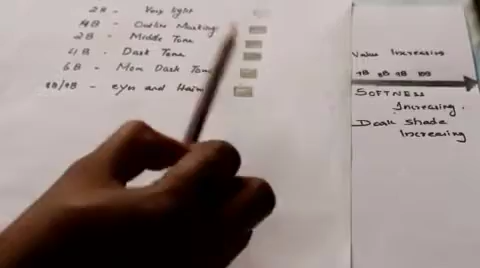 2H - Very light
HB - Outline Marking
2B - Middle Tone
4B - Dark Tone
6B - More Dark Tone
8B/9B - eyes and Hair
Value Increasing
SOFTNESS
Increasing.
Dark shade
Increasing